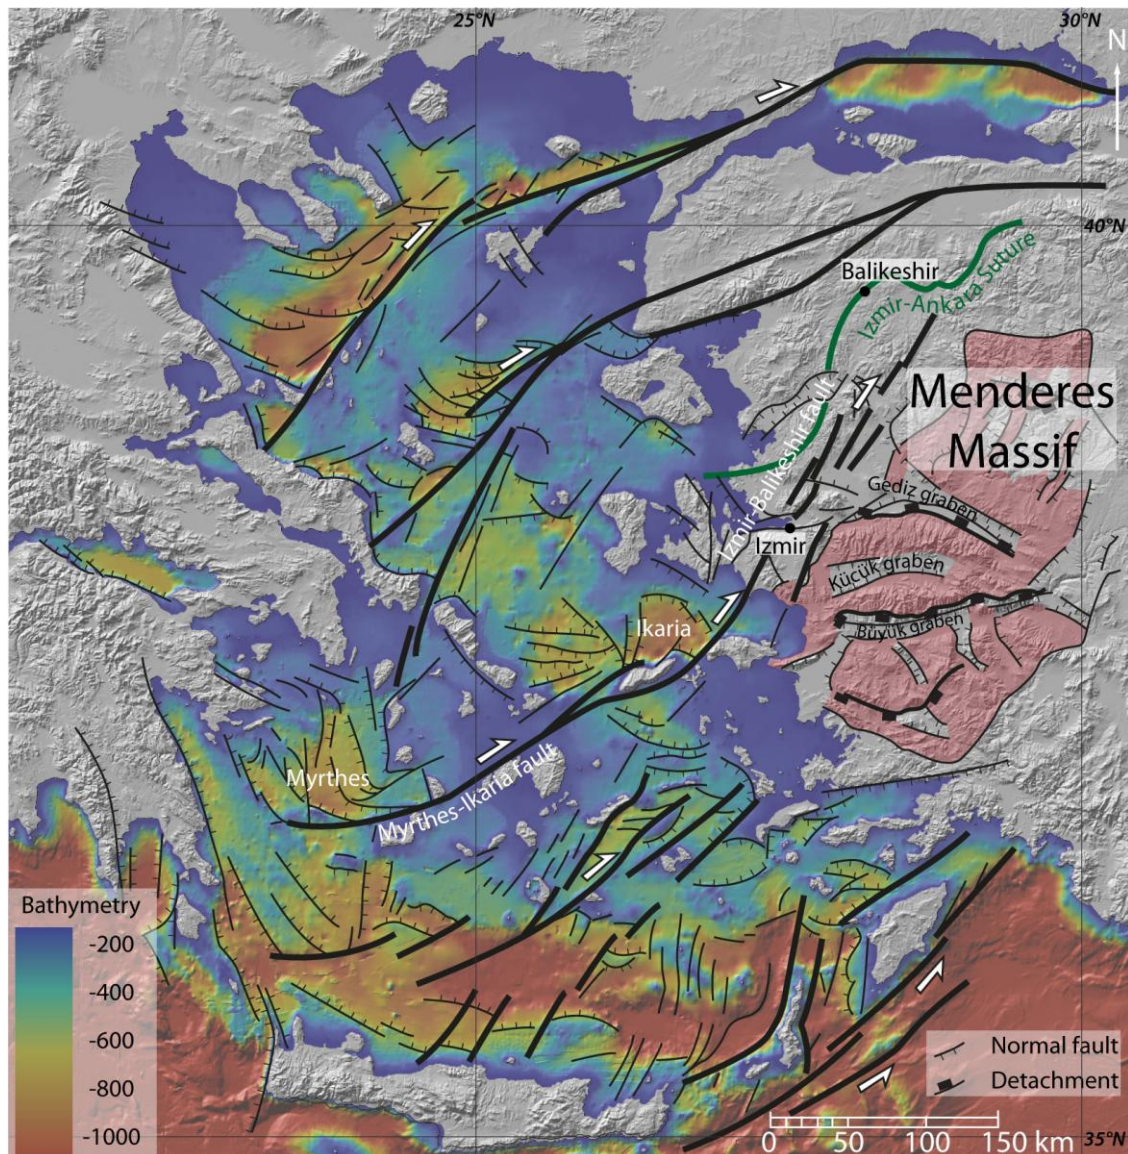 25°N
30°N
N
40°N
Balikeshir
Izmir-Ankara Suture
Menderes
Massif
Izmir-Balikeshir fault
Gediz graben
Izmir
Küçük graben
Büyük graben
Ikaria
Myrthes
Myrthes-Ikaria fault
Bathymetry
-200
-400
-600
-800
-1000
Normal fault
Detachment
0 50 100 150 km
35°N